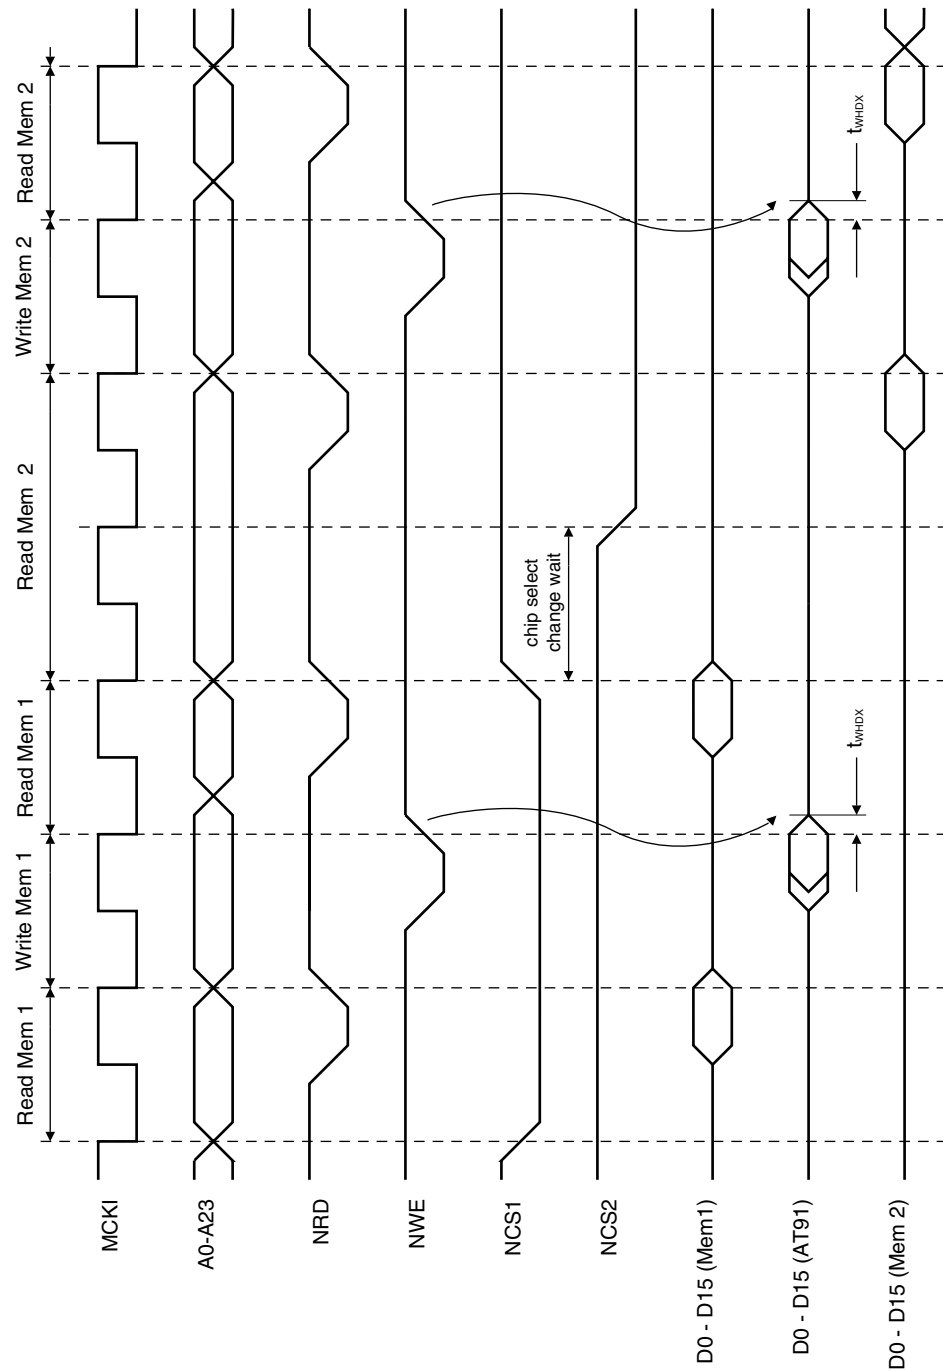 Read Mem 1
Write Mem 1
Read Mem 1
Read Mem  2
Write Mem 2
Read Mem 2
MCKI
A0-A23
NRD
NWE
NCS1
NCS2
chip select
change wait
D0 - D15 (Mem1)
D0 - D15 (AT91)
tWHDX
tWHDX
D0 - D15 (Mem 2)